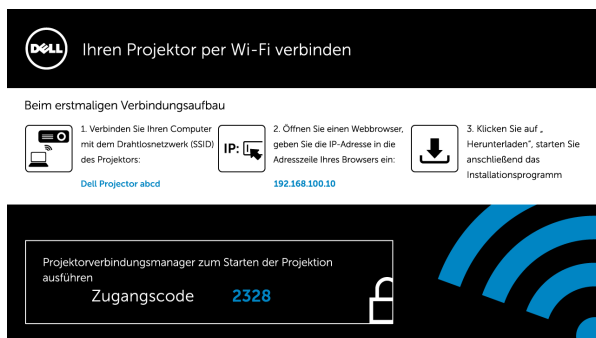 DELL
Ihren Projektor per Wi-Fi verbinden
Beim erstmaligen Verbindungsaufbau
1. Verbinden Sie Ihren Computer
mit dem Drahtlosnetzwerk (SSID)
des Projektors:
Dell Projector abcd
IP:
2. Öffnen Sie einen Webbrowser,
geben Sie die IP-Adresse in die
Adresszeile Ihres Browsers ein:
192.168.100.10
3. Klicken Sie auf „
Herunterladen“, starten Sie
anschließend das
Installationsprogramm
Projektorverbindungsmanager zum Starten der Projektion
ausführen
Zugangscode 2328